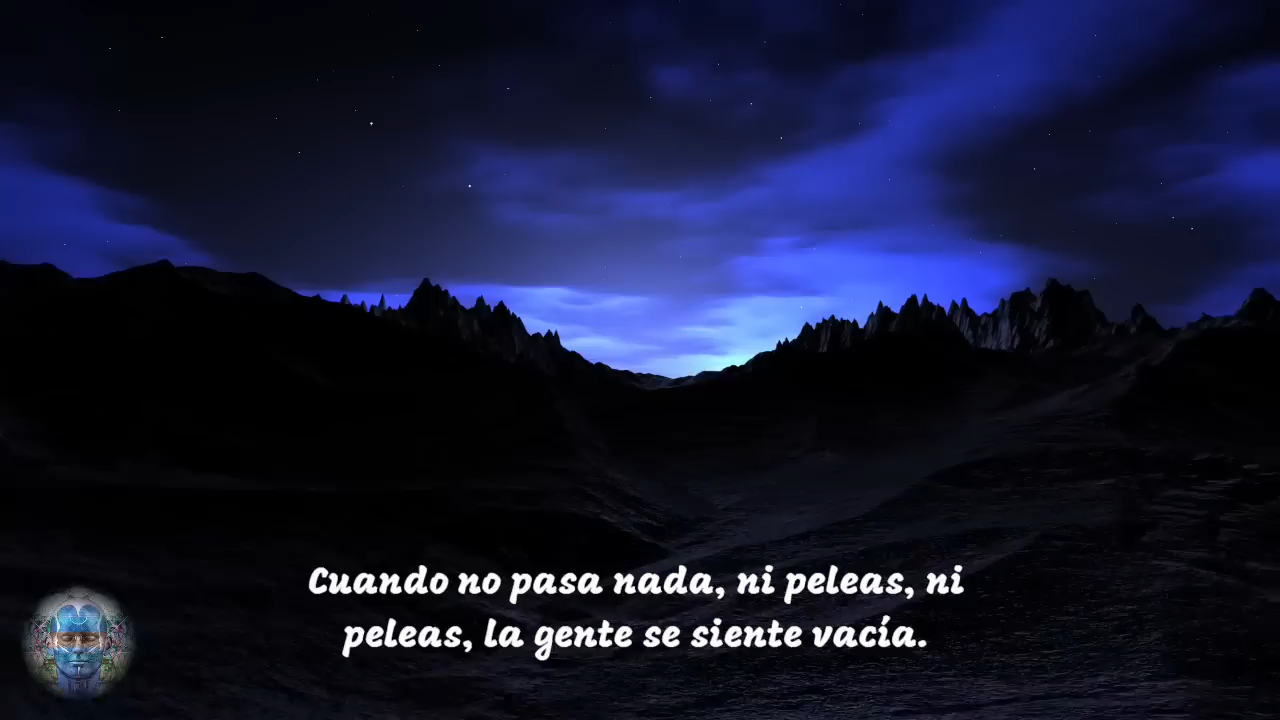 Cuando no pasa nada, ni peleas, ni
peleas, la gente se siente vacía.